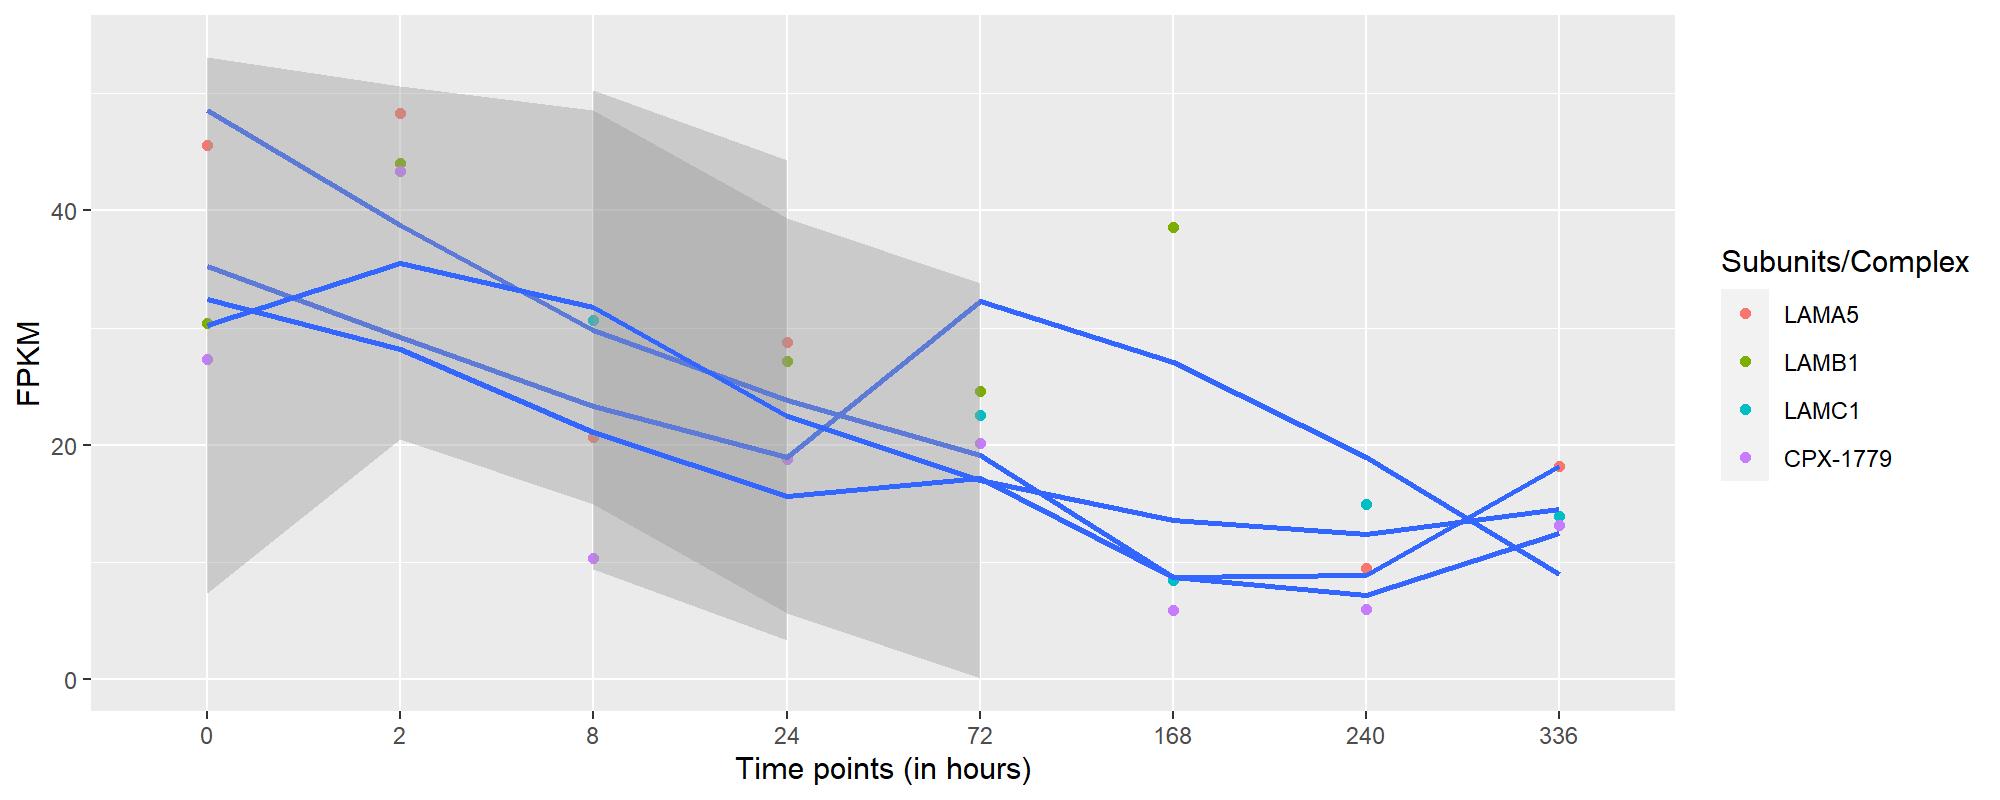 FPKM
40
20
0
0 2 8 24 72 168 240 336
Time points (in hours)
Subunits/Complex
LAMA5
LAMB1
LAMC1
CPX-1779